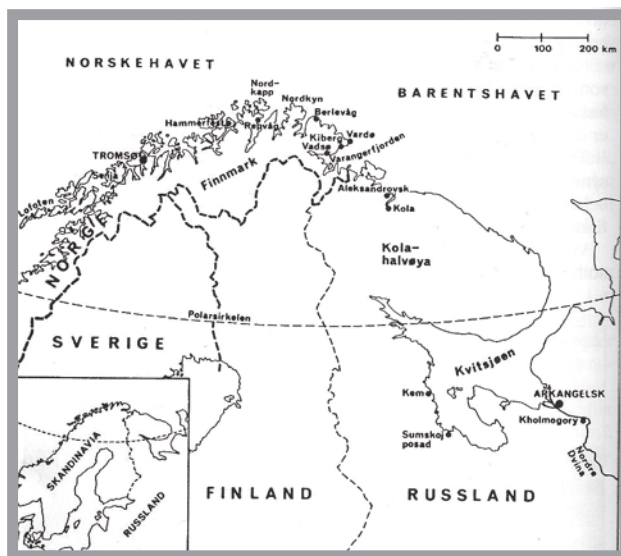 0 100 200 km
NORSKEHAVET
BARENTSHAVET
Nord-
kapp
Nordkyn
Berlevåg
Hammerfest
Repvåg
Kiberg
Vardø
Vadsø
Varangerfjorden
TROMSØ
Senja
Finnmark
Aleksandrovsk
Kola
Lofoten
NORGE
Kola-
halvøya
Polarsirkelen
SVERIGE
Kvitsjøen
Kem
ARKANGELSK
Kholmogory
Sumskoj
posad
Nordre
Dvina
SKANDINAVIA
RUSSLAND
FINLAND
RUSSLAND